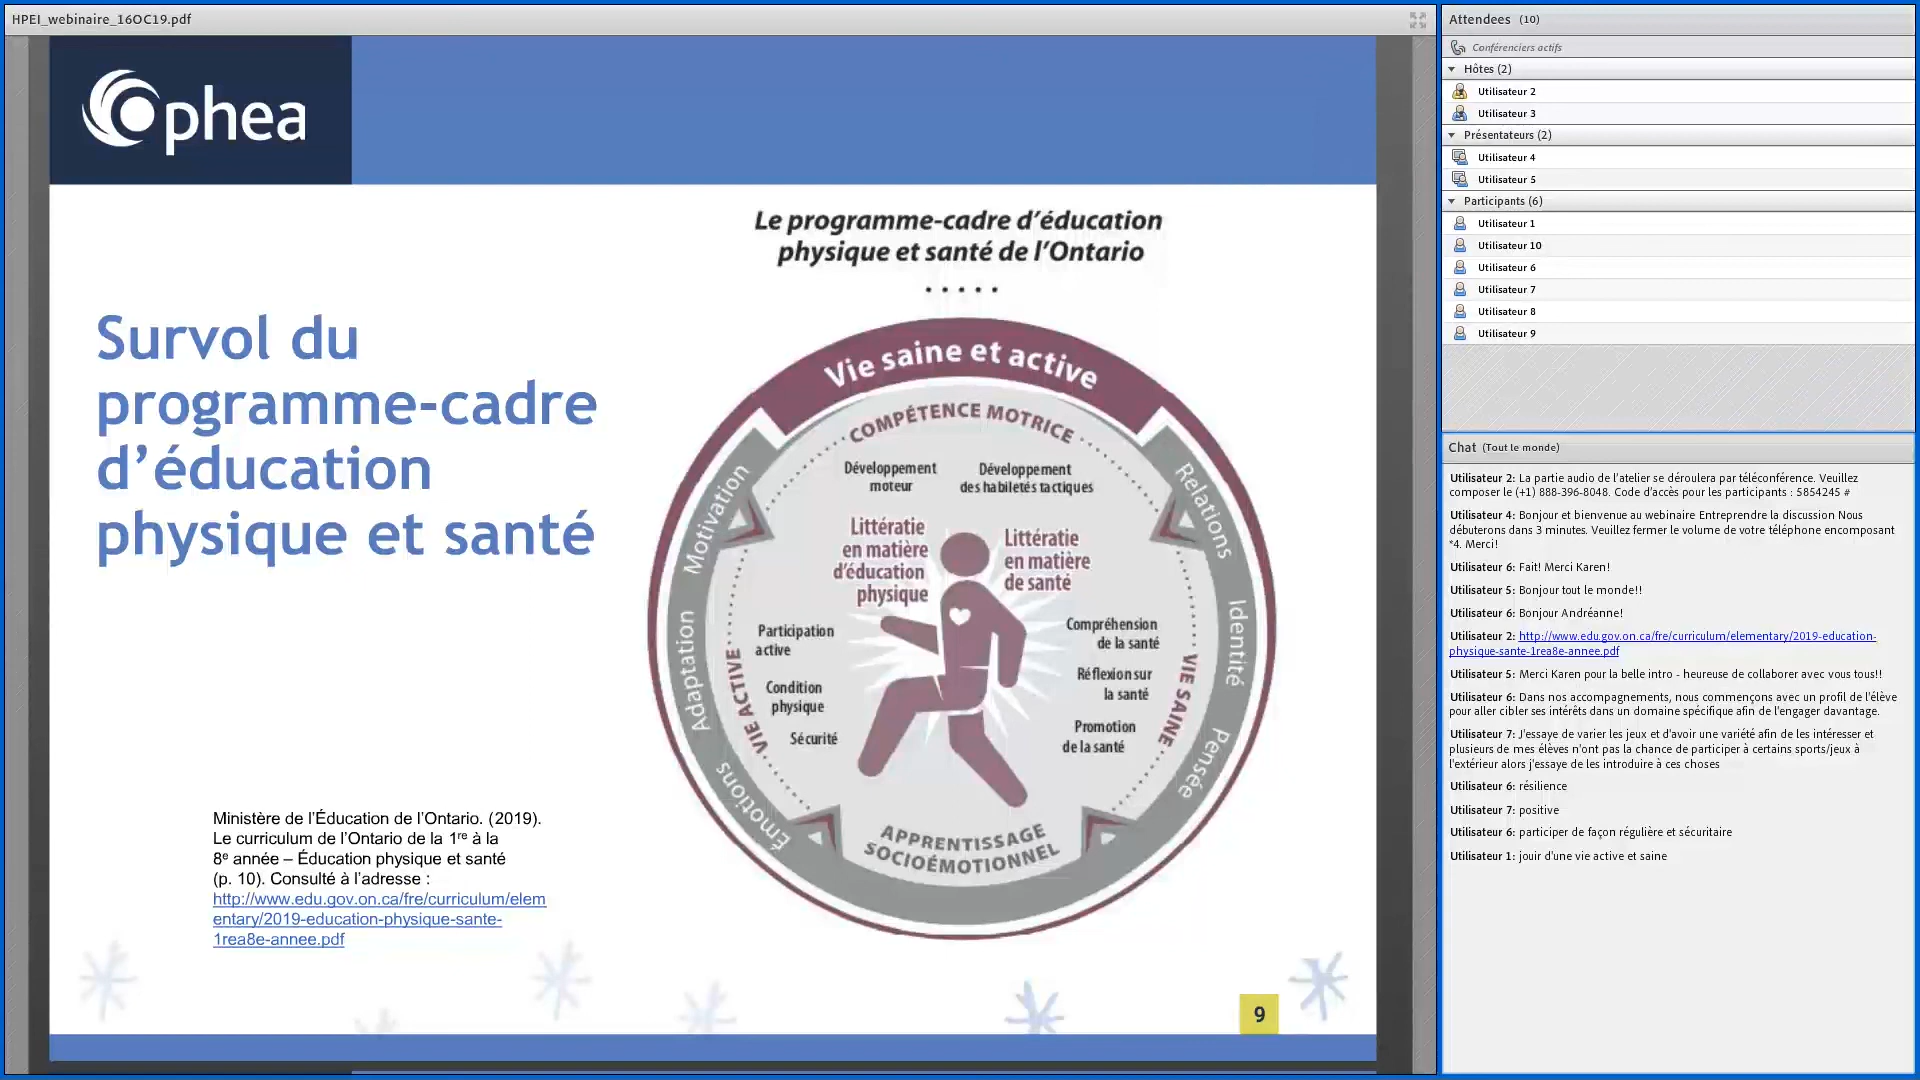 HPEI_webinaire_16OC19.pdf
Ophea
Survol du
programme-cadre
d’éducation
physique et santé
Le programme-cadre d’éducation
physique et santé de l’Ontario
Vie saine et active
COMPÉTENCE MOTRICE
Développement
moteur
Développement
des habiletés tactiques
Motivation
Relations
Littératie
en matière
d’éducation
physique
Littératie
en matière
de santé
Adaptation
Identité
VIE ACTIVE
Participation
active
Condition
physique
Sécurité
Compréhension
de la santé
Réflexion sur
la santé
Promotion
de la santé
VIE SAINE
Émotions
Pensée
APPRENTISSAGE
SOCIOÉMOTIONNEL
Ministère de l’Éducation de l’Ontario. (2019).
Le curriculum de l’Ontario de la 1re à la
8e année – Éducation physique et santé
(p. 10). Consulté à l’adresse :
http://www.edu.gov.on.ca/fre/curriculum/elem
entary/2019-education-physique-sante-
1rea8e-annee.pdf
9
Attendees (10)
Conférenciers actifs
Hôtes (2)
Utilisateur 2
Utilisateur 3
Présentateurs (2)
Utilisateur 4
Utilisateur 5
Participants (6)
Utilisateur 1
Utilisateur 10
Utilisateur 6
Utilisateur 7
Utilisateur 8
Utilisateur 9
Chat (Tout le monde)
Utilisateur 2: La partie audio de l'atelier se déroulera par téléconférence. Veuillez
composer le (+1) 888-396-8048. Code d'accès pour les participants : 5854245 #
Utilisateur 4: Bonjour et bienvenue au webinaire Entreprendre la discussion Nous
débuterons dans 3 minutes. Veuillez fermer le volume de votre téléphone encomposant
*4. Merci!
Utilisateur 6: Fait! Merci Karen!
Utilisateur 5: Bonjour tout le monde!!
Utilisateur 6: Bonjour Andréanne!
Utilisateur 2: http://www.edu.gov.on.ca/fre/curriculum/elementary/2019-education-
physique-sante-1rea8e-annee.pdf
Utilisateur 5: Merci Karen pour la belle intro - heureuse de collaborer avec vous tous!!
Utilisateur 6: Dans nos accompagnements, nous commençons avec un profil de l'élève
pour aller cibler ses intérêts dans un domaine spécifique afin de l'engager davantage.
Utilisateur 7: J'essaye de varier les jeux et d'avoir une variété afin de les intéresser et
plusieurs de mes élèves n'ont pas la chance de participer à certains sports/jeux à
l'extérieur alors j'essaye de les introduire à ces choses
Utilisateur 6: résilience
Utilisateur 7: positive
Utilisateur 6: participer de façon régulière et sécuritaire
Utilisateur 1: jouir d'une vie active et saine